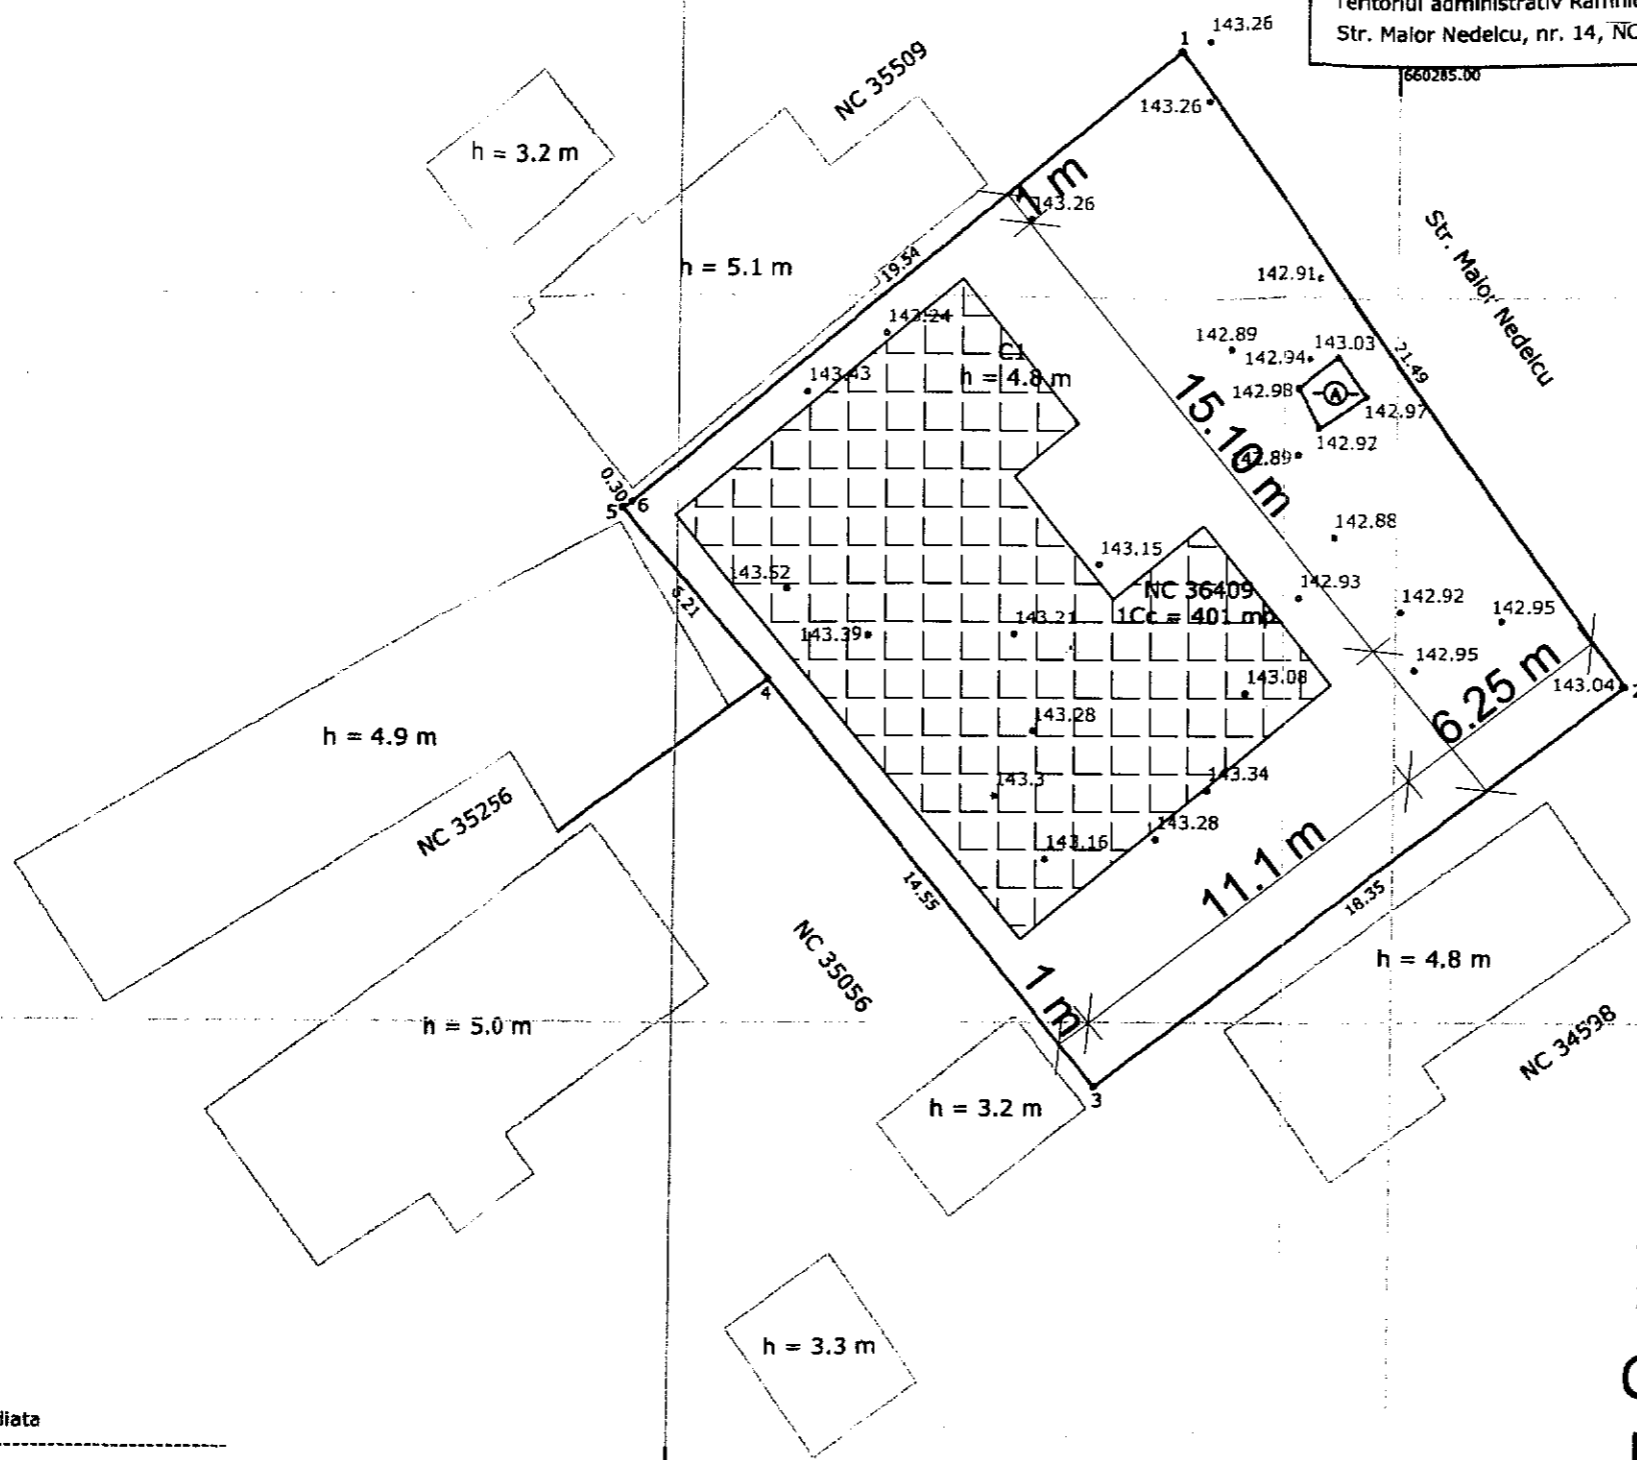 Teritoriul administrativ
Str. Maior Nedelcu, nr. 14, NC
660285.00
143.26
1
143.26
NC 35509
h = 3.2 m
1 m
143.26
h = 5.1 m
19.54
Str. Maior Nedelcu
142.91
143.24
142.89
142.94
143.03
C1
h = 4.8 m
21.49
143.43
142.98
A
142.97
15.10 m
142.92
142.89
0.30
5
6
142.88
143.15
143.52
5.21
NC 36409
1Cc = 401 mp
142.93
142.92
142.95
143.39
143.21
142.95
6.25 m
143.04
2
4
143.08
h = 4.9 m
143.28
143.3
143.34
NC 35256
143.28
143.16
11.1 m
14.55
18.35
NC 35056
h = 4.8 m
1 m
h = 5.0 m
NC 34538
3
h = 3.2 m
h = 3.3 m